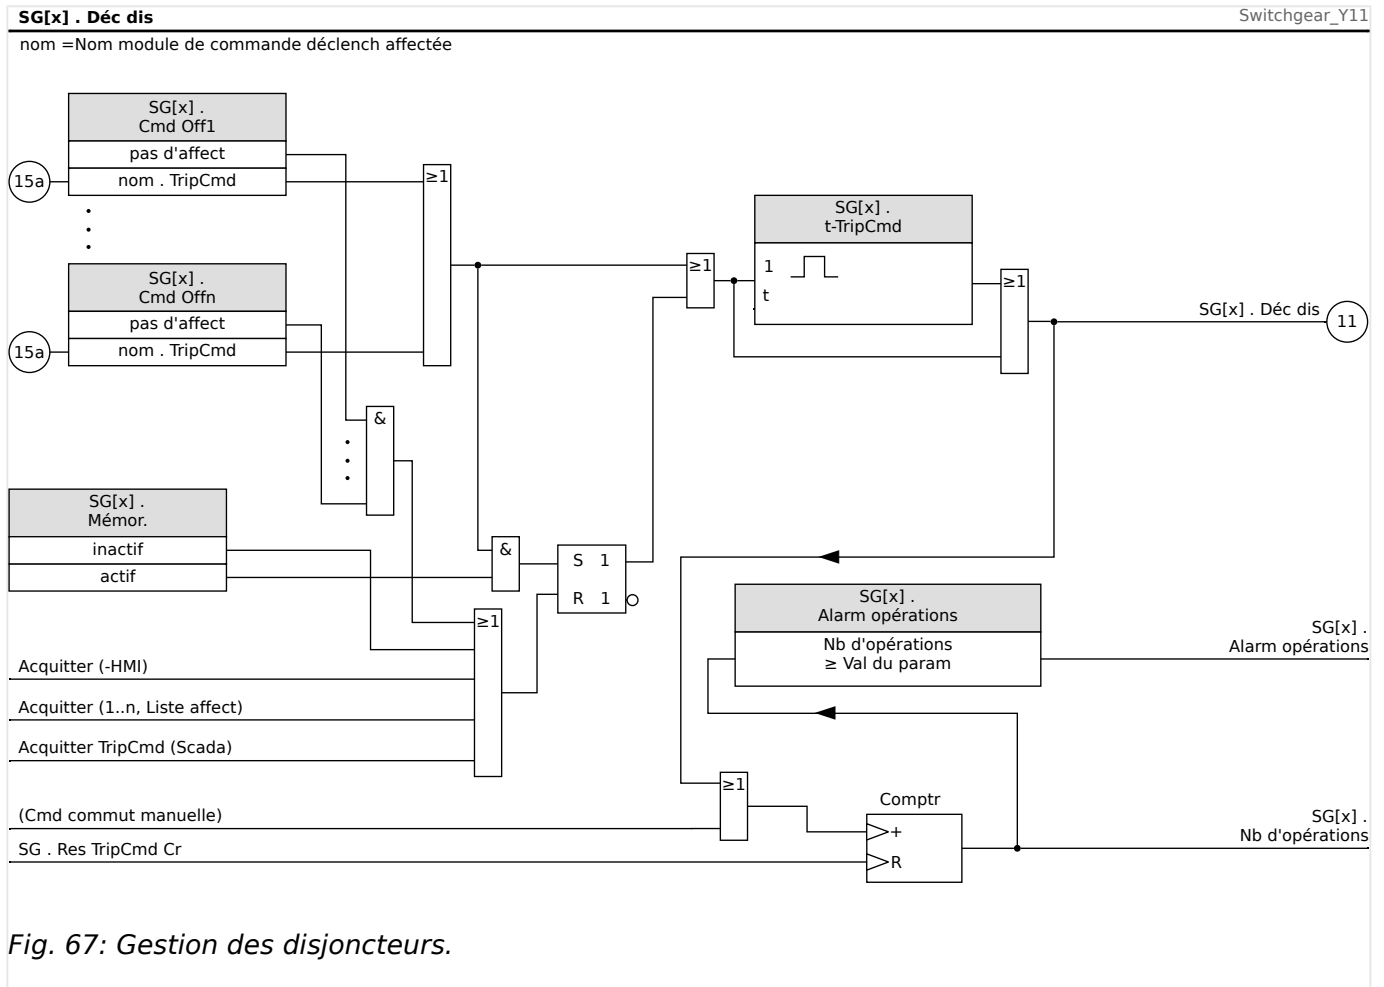 SG[x] . Déc dis
Switchgear_Y11
nom =Nom module de commande déclench affectée
SG[x] .
Cmd Off1
pas d'affect
15a
nom . TripCmd
≥1
SG[x] .
Cmd Offn
pas d'affect
15a
nom . TripCmd
≥1
SG[x] .
t-TripCmd
1
t
≥1
SG[x] . Déc dis
11
&
SG[x] .
Mémor.
inactif
actif
&
S 1
R 1
≥1
Acquitter (-HMI)
Acquitter (1..n, Liste affect)
Acquitter TripCmd (Scada)
SG[x] .
Alarm opérations
Nb d'opérations
≥ Val du param
SG[x] .
Alarm opérations
(Cmd commut manuelle)
SG . Res TripCmd Cr
≥1
Comptr
+
R
SG[x] .
Nb d'opérations
Fig. 67: Gestion des disjoncteurs.